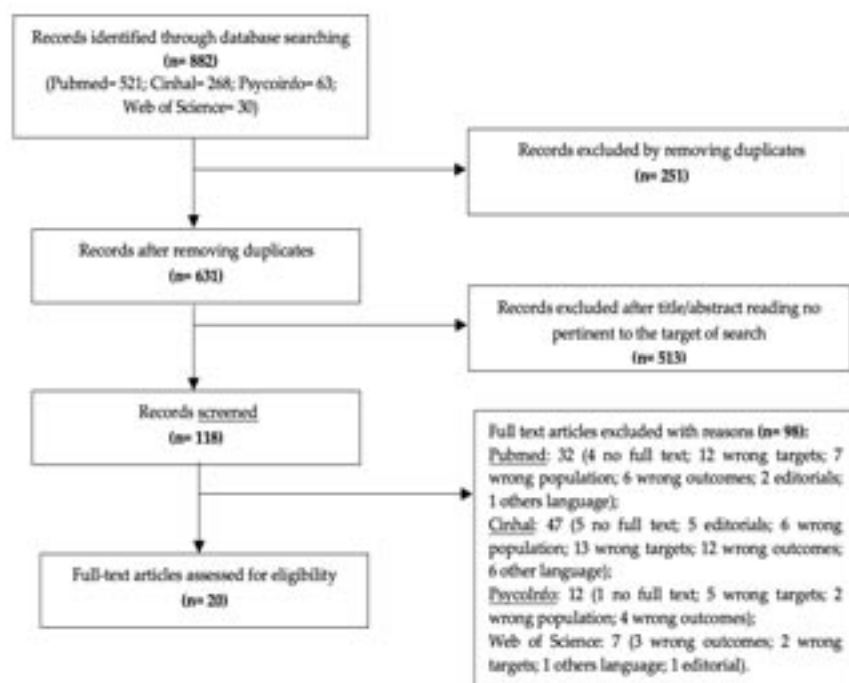 Records identified through database searching
(n= 882)
(Pubmed= 521; Cinhal= 268; Psycoinfo= 63;
Web of Science= 30)
Records excluded by removing duplicates
(n= 251)
Records after removing duplicates
(n= 631)
Records excluded after title/abstract reading no
pertinent to the target of search
(n= 513)
Records screened
(n= 118)
Full text articles excluded with reasons (n= 98):
Pubmed: 32 (4 no full text; 12 wrong targets; 7
wrong population; 6 wrong outcomes; 2 editorials;
1 others language);
Cinhal: 47 (5 no full text; 5 editorials; 6 wrong
population; 13 wrong targets; 12 wrong outcomes;
6 other language);
PsycoInfo: 12 (1 no full text; 5 wrong targets; 2
wrong population; 4 wrong outcomes);
Web of Science: 7 (3 wrong outcomes; 2 wrong
targets; 1 others language; 1 editorial).
Full-text articles assessed for eligibility
(n= 20)